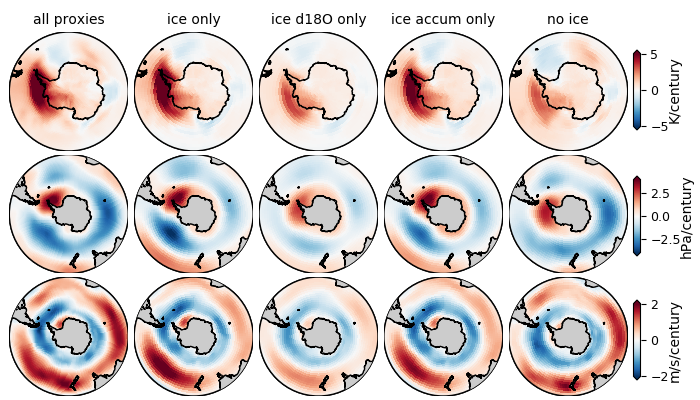 all proxies
ice only
ice d18O only
ice accum only
no ice
5
0
−5
K/century
2.5
0.0
−2.5
hPa/century
2
0
−2
m/s/century